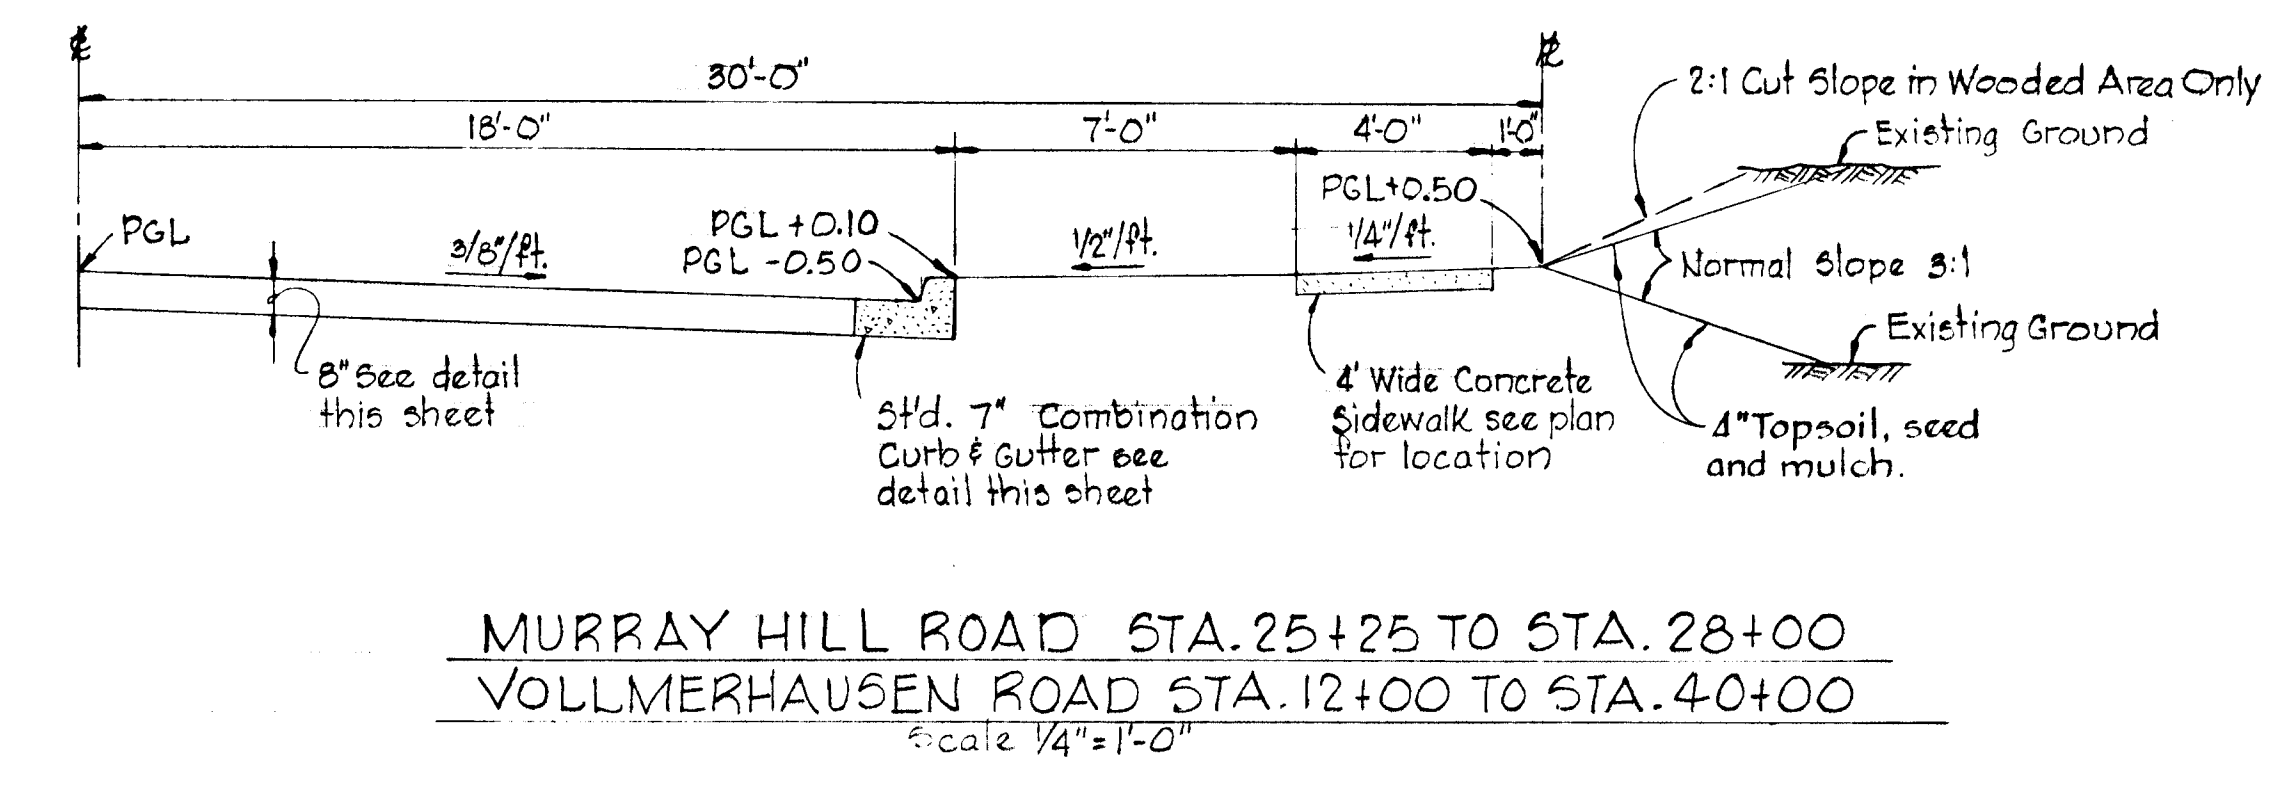 ℄
30'-0"
℞
2:1 Cut Slope in Wooded Area Only
18'-0"
7'-0"
4'-0"
1'-0"
Existing Ground
PGL+0.50
PGL
3/8"/ft.
PGL +0.10
PGL -0.50
1/2"/ft.
1/4"/ft.
Normal Slope 3:1
Existing Ground
8" See detail
this sheet
St'd. 7" Combination
Curb & Gutter see
detail this sheet
4' Wide Concrete
Sidewalk see plan
for location
4" Topsoil, seed
and mulch.
MURRAY HILL ROAD STA. 25+25 TO STA. 28+00
VOLLMERHAUSEN ROAD STA. 12+00 TO STA. 40+00
Scale 1/4" = 1'-0"